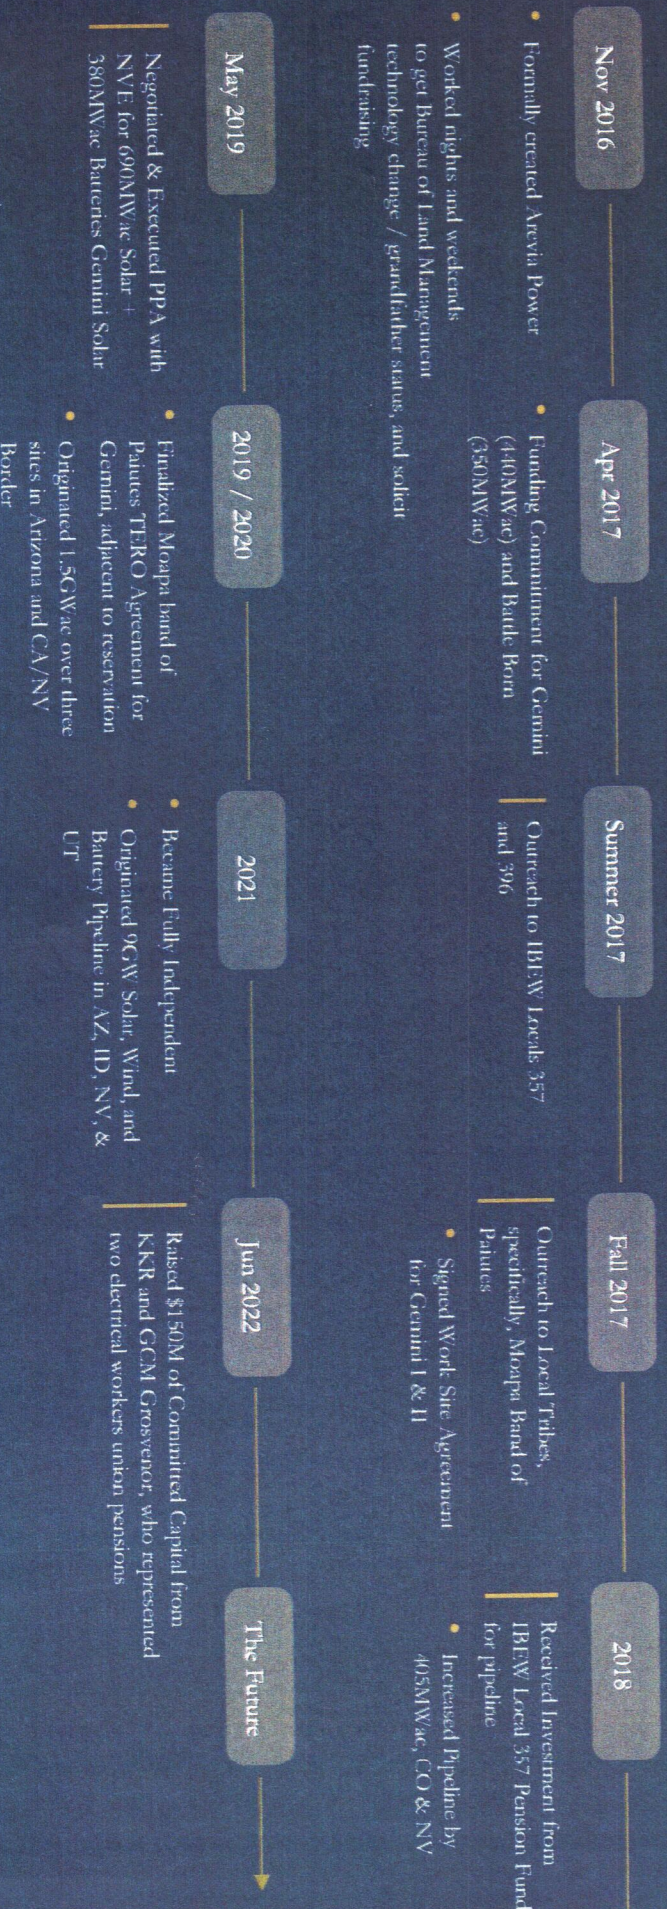 Nov 2016
Formally created Arevia Power
Worked nights and weekends
to get Bureau of Land Management
technology change / grandfather status, and solicit
fundraising
Apr 2017
Funding Commitment for Gemini
(440MWac) and Battle Born
(350MWac)
Summer 2017
Outreach to IBEW Locals 357
and 396
Fall 2017
Outreach to Local Tribes,
specifically, Moapa Band of
Paiutes
Signed Work Site Agreement
for Gemini I & II
2018
Received Investment from
IBEW Local 357 Pension Fund
for pipeline
Increased Pipeline by
405MWac, CO & NV
May 2019
Negotiated & Executed PPA with
NVE for 690MWac Solar +
380MWac Batteries Gemini Solar
2019 / 2020
Finalized Moapa band of
Paiutes TERO Agreement for
Gemini, adjacent to reservation
Originated 1.5GWac over three
sites in Arizona and CA/NV
Border
2021
Became Fully Independent
Originated 9GW Solar, Wind, and
Battery Pipeline in AZ, ID, NV, &
UT
Jun 2022
Raised $150M of Committed Capital from
KKR and GCM Grosvenor, who represented
two electrical workers union pensions
The Future